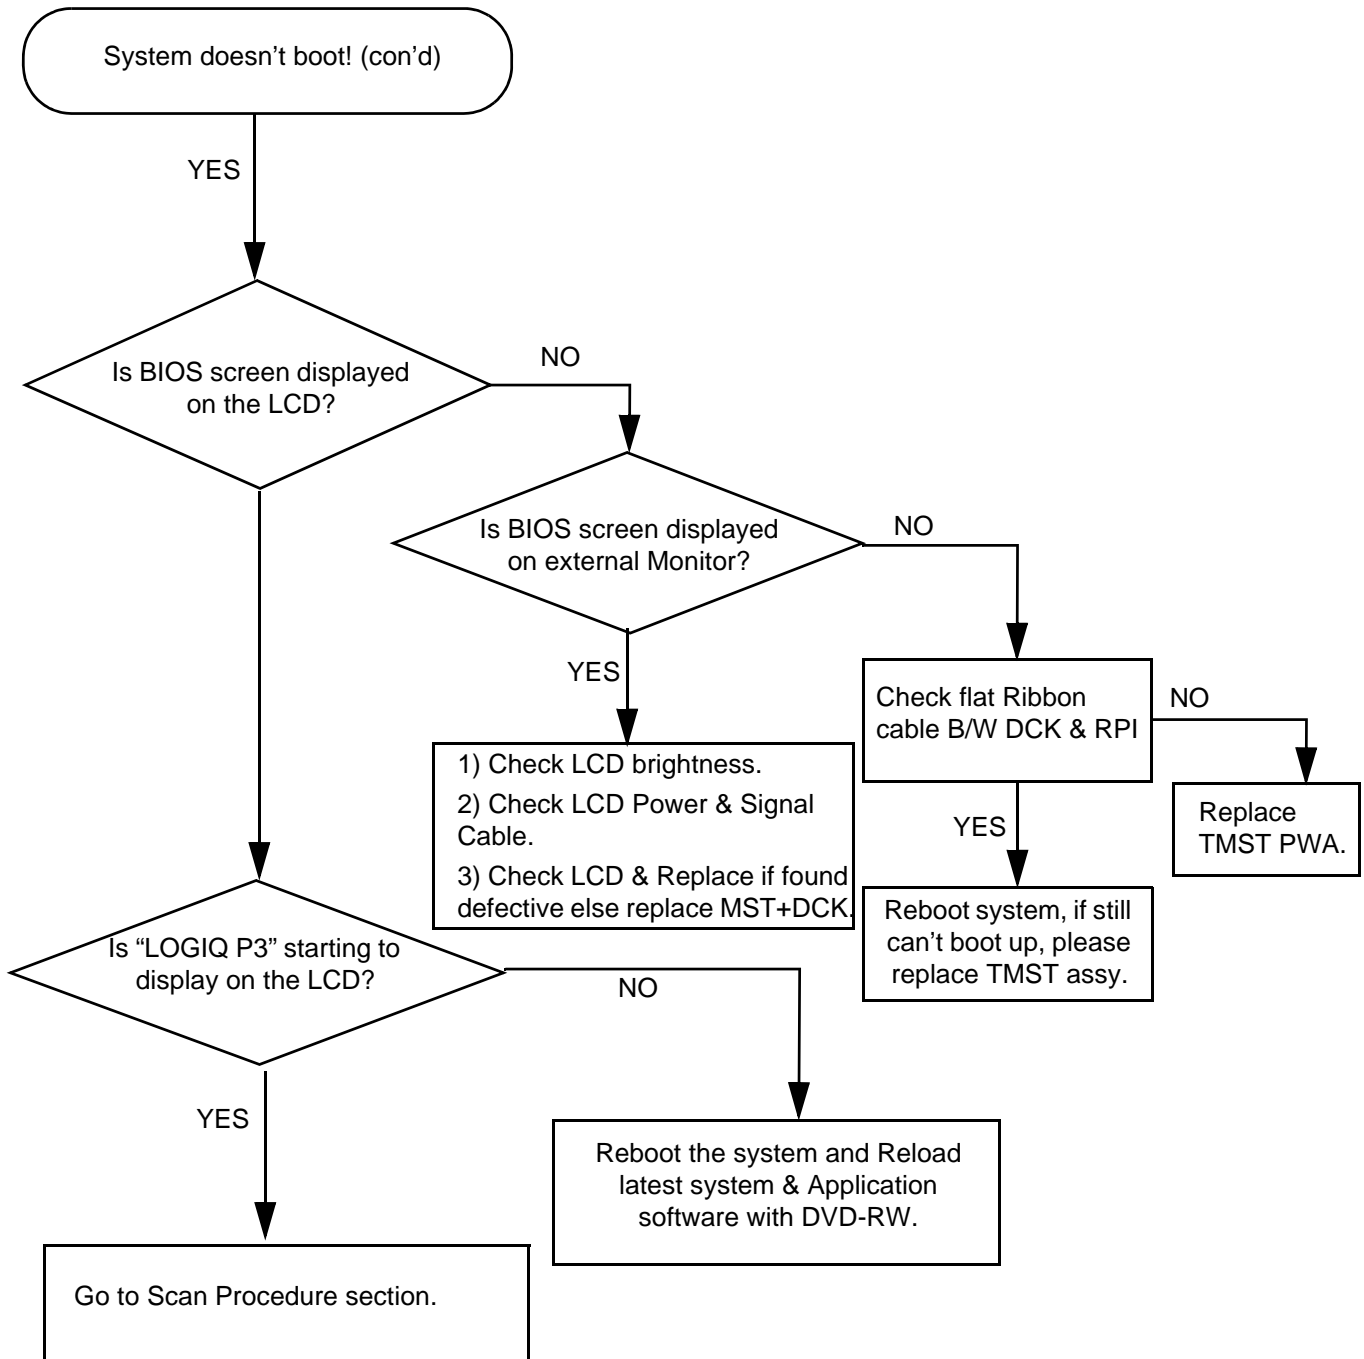 System doesn’t boot! (con’d)
YES
Is BIOS screen displayed
on the LCD?
NO
Is BIOS screen displayed
on external Monitor?
NO
YES
Check flat Ribbon
cable B/W DCK & RPI
NO
1) Check LCD brightness.
2) Check LCD Power & Signal
Cable.
3) Check LCD & Replace if found
defective else replace MST+DCK.
YES
Replace
TMST PWA.
Reboot system, if still
can’t boot up, please
replace TMST assy.
Is “LOGIQ P3” starting to
display on the LCD?
NO
YES
Reboot the system and Reload
latest system & Application
software with DVD-RW.
Go to Scan Procedure section.